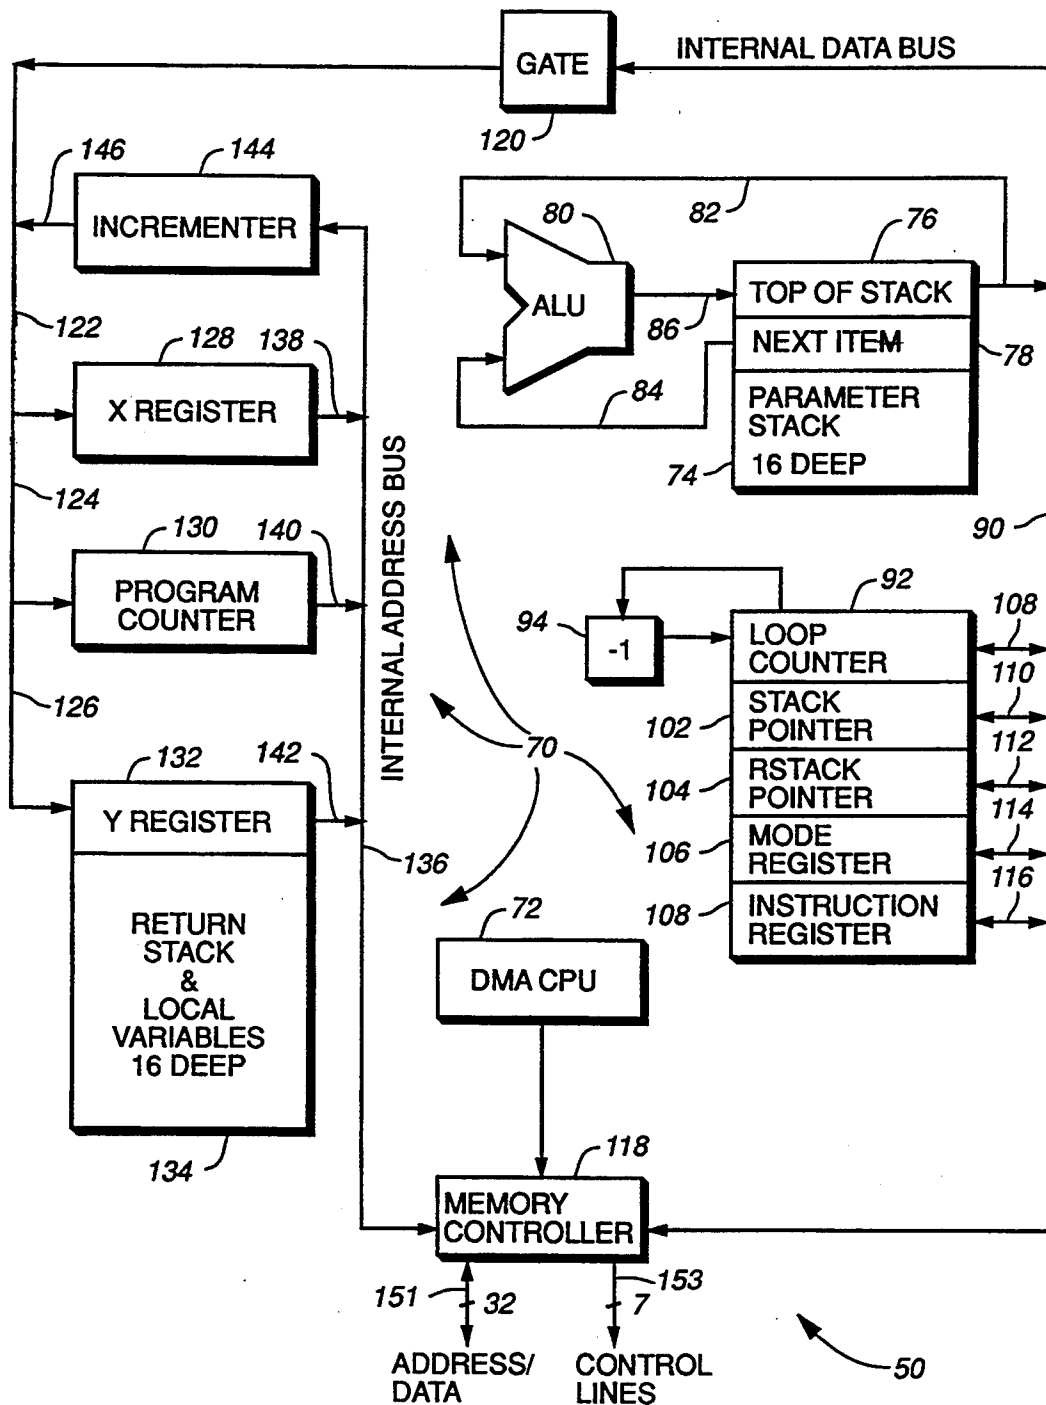 GATE
INTERNAL DATA BUS
120
146
144
INCREMENTER
82
80
76
ALU
86
TOP OF STACK
NEXT ITEM
78
84
PARAMETER
STACK
16 DEEP
74
122
128
138
X REGISTER
124
INTERNAL ADDRESS BUS
90
130
140
PROGRAM
COUNTER
94
-1
92
LOOP
COUNTER
108
110
STACK
POINTER
102
112
RSTACK
POINTER
104
114
MODE
REGISTER
106
116
INSTRUCTION
REGISTER
108
126
70
132
142
Y REGISTER
136
RETURN
STACK
&
LOCAL
VARIABLES
16 DEEP
134
72
DMA CPU
118
MEMORY
CONTROLLER
151
32
153
7
ADDRESS/
DATA
CONTROL
LINES
50